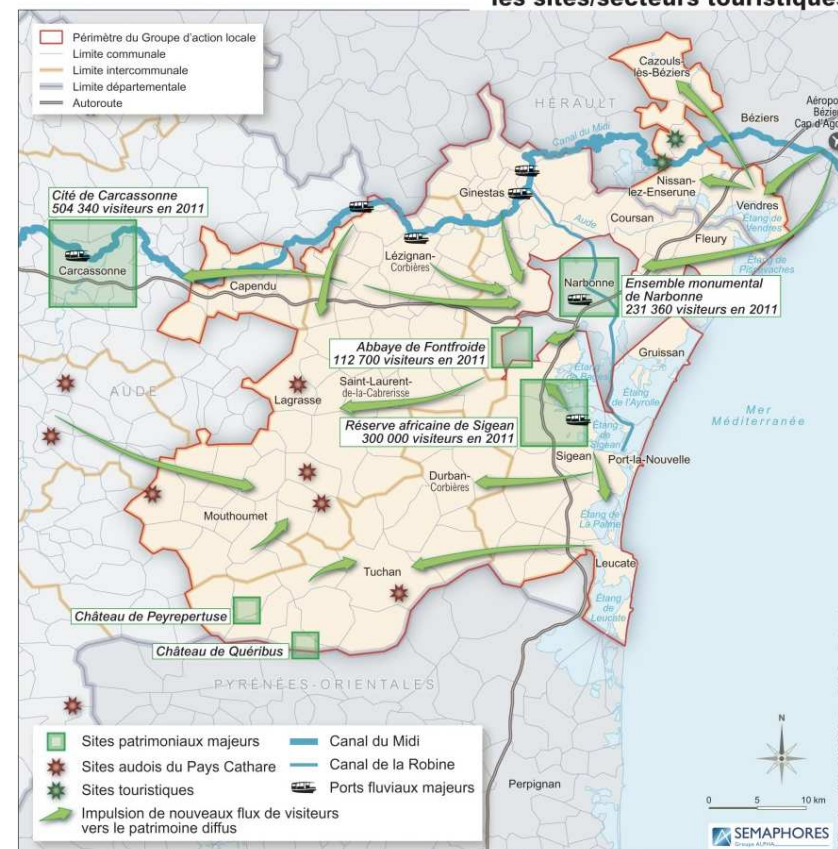 les sites/secteurs touristiques
Périmètre du Groupe d'action locale
Limite communale
Limite intercommunale
Limite départementale
Autoroute
Cazouls-
lès-Béziers
HÉRAULT
Canal du Midi
Béziers
Aéropo
Bézie
Cap d'Ag
Cité de Carcassonne
504 340 visiteurs en 2011
Ginestas
Nissan-
lez-Enserune
Vendres
Étang de
Vendres
Aude
Coursan
Fleury
Étang de
Pissevaches
Carcassonne
Capendu
Lézignan-
Corbières
Narbonne
Ensemble monumental
de Narbonne
231 360 visiteurs en 2011
Abbaye de Fontfroide
112 700 visiteurs en 2011
Gruissan
Étang
de Bages
Étang
de l'Ayrolle
Mer
Méditerranée
AUDE
Lagrasse
Saint-Laurent-
de-la-Cabrerisse
Réserve africaine de Sigean
300 000 visiteurs en 2011
Étang
de
Sigean
Sigean
Port-la-Nouvelle
Durban-
Corbières
Mouthoumet
Étang de
La Palme
Tuchan
Leucate
Étang
de
Leucate
Château de Peyrepertuse
Château de Quéribus
PYRÉNÉES-ORIENTALES
Sites patrimoniaux majeurs
Sites audois du Pays Cathare
Sites touristiques
Impulsion de nouveaux flux de visiteurs
vers le patrimoine diffus
Canal du Midi
Canal de la Robine
Ports fluviaux majeurs
Perpignan
N
0 5 10 km
SEMAPHORES
Groupe ALPHA